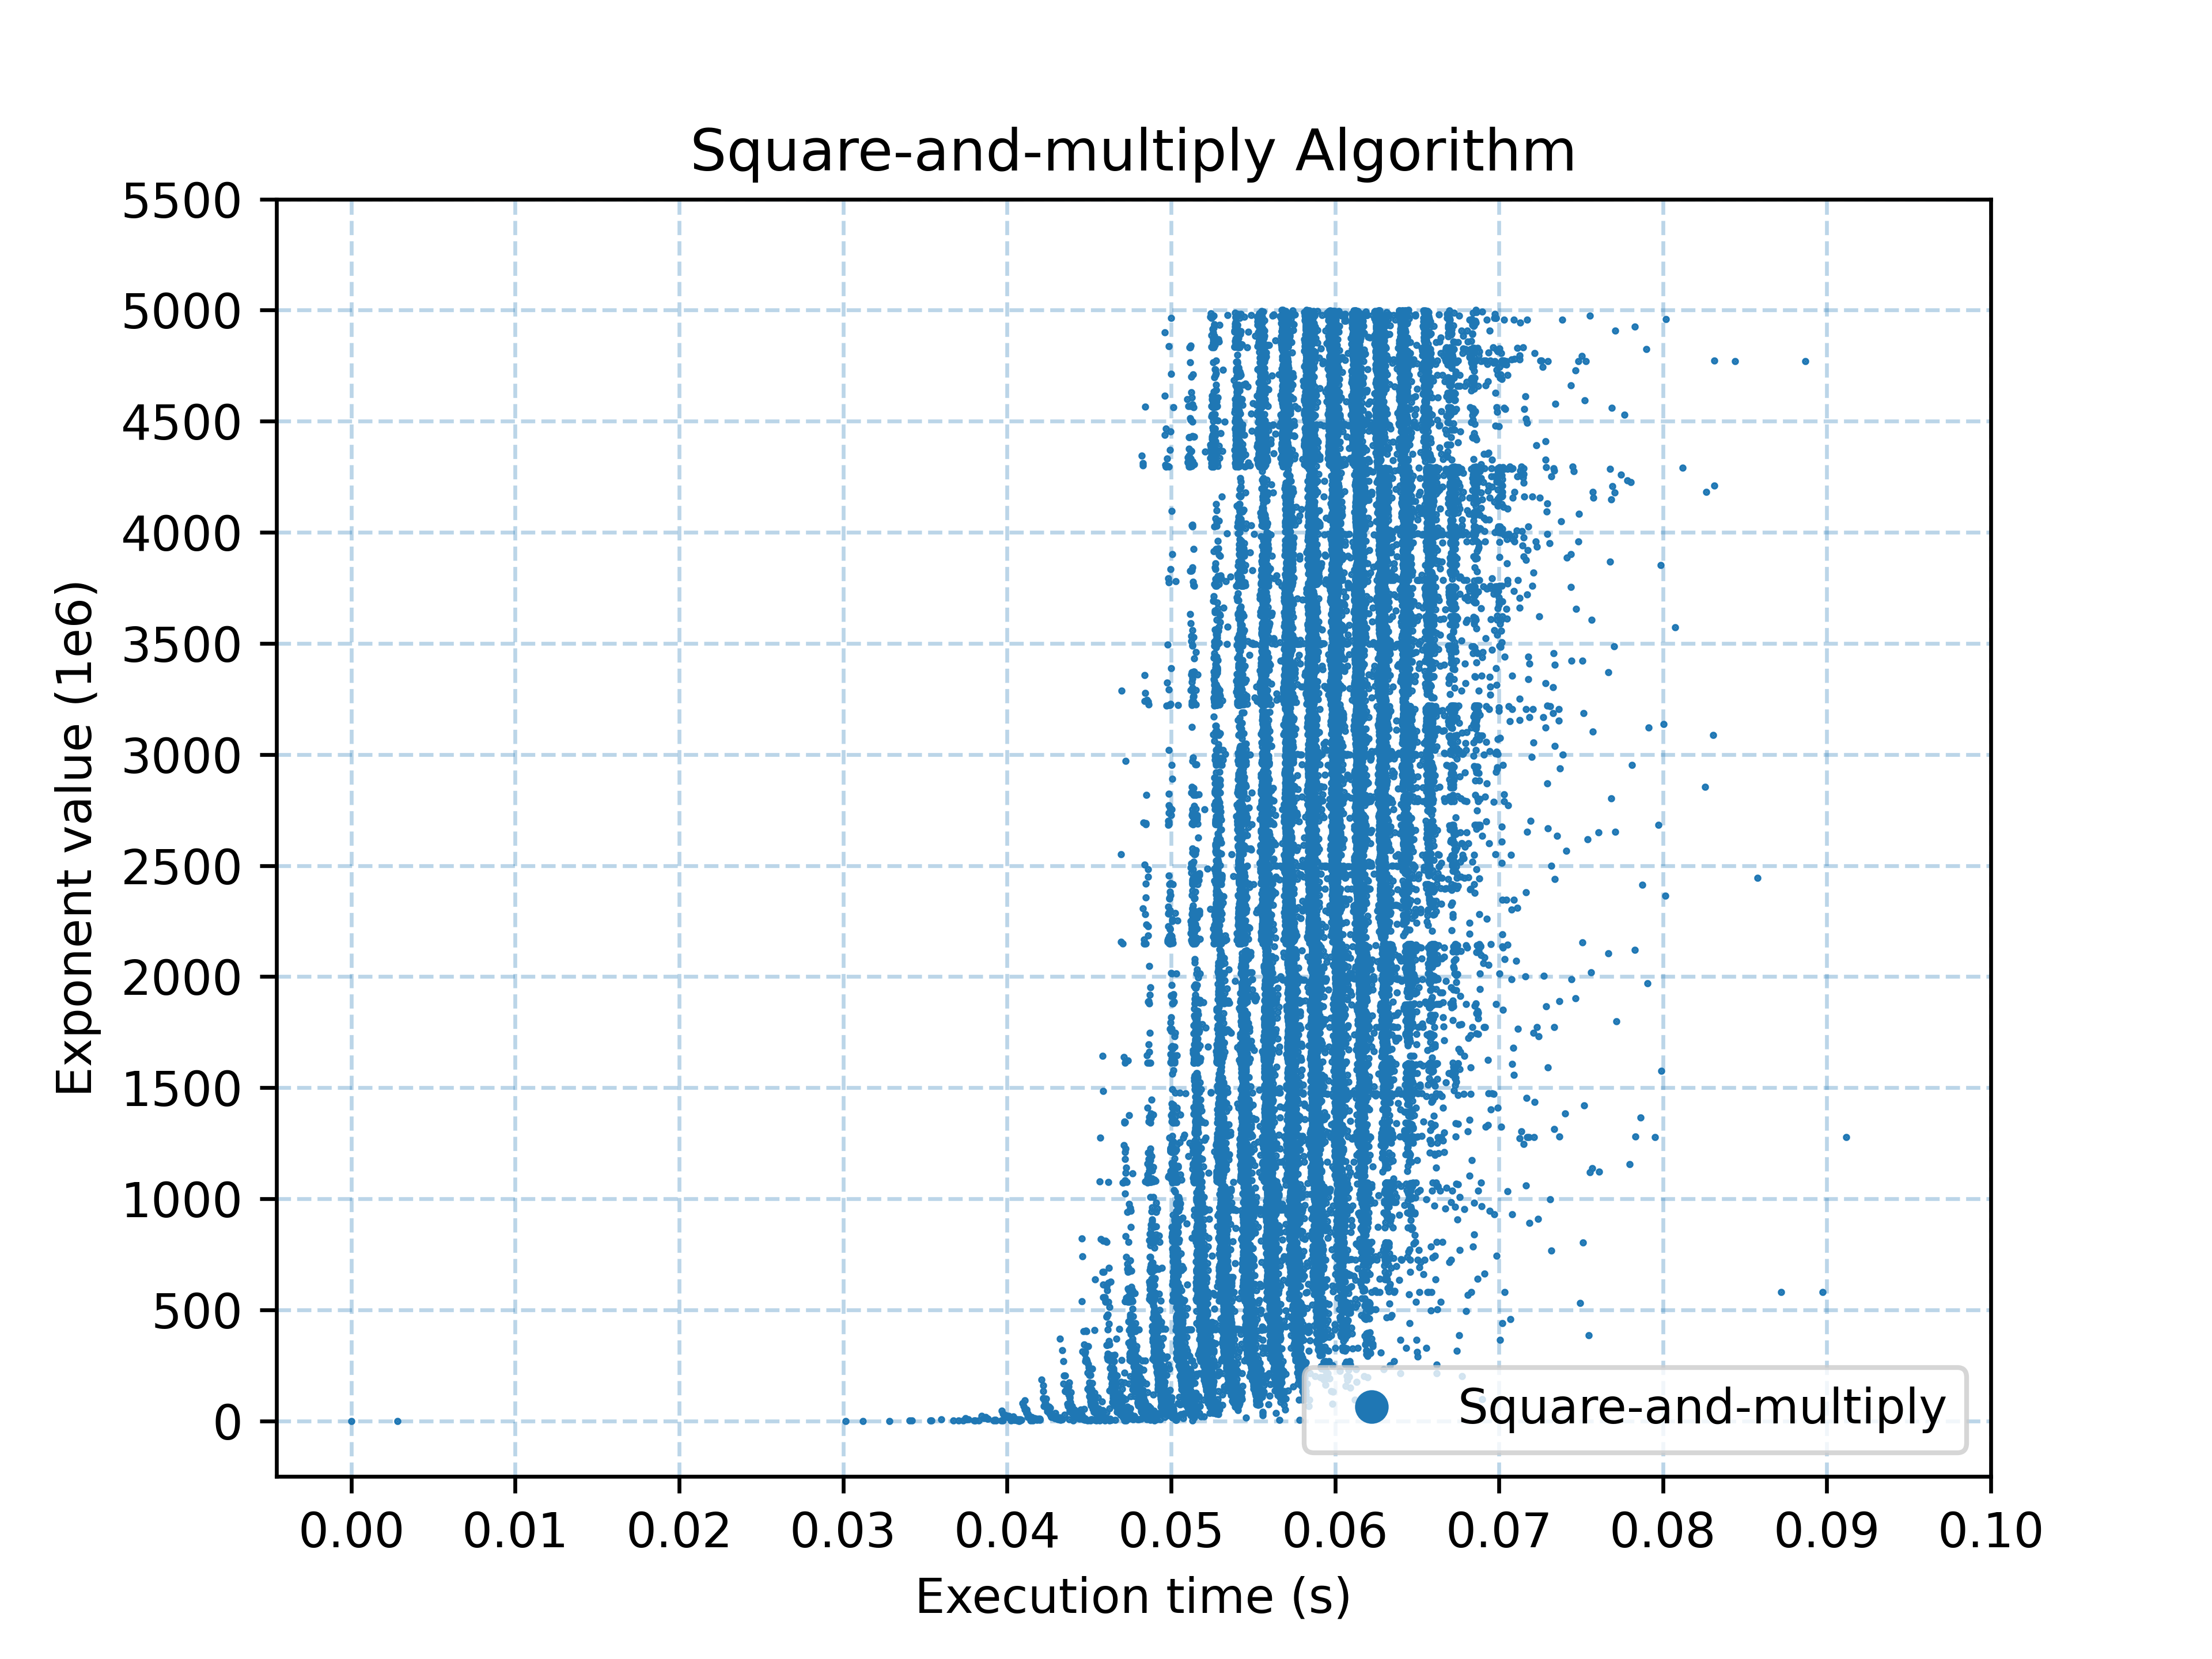 Square-and-multiply Algorithm
5500
5000
4500
4000
3500
3000
2500
2000
1500
1000
500
0
Exponent value (1e6)
Square-and-multiply
0.00 0.01 0.02 0.03 0.04 0.05 0.06 0.07 0.08 0.09 0.10
Execution time (s)